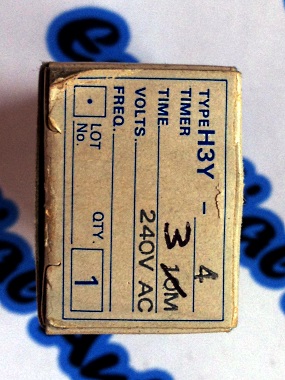 TYPE H3Y - 4
TIMER
TIME 3 10M
VOLTS. 240V AC
FREQ.
LOT No. QTY. 1